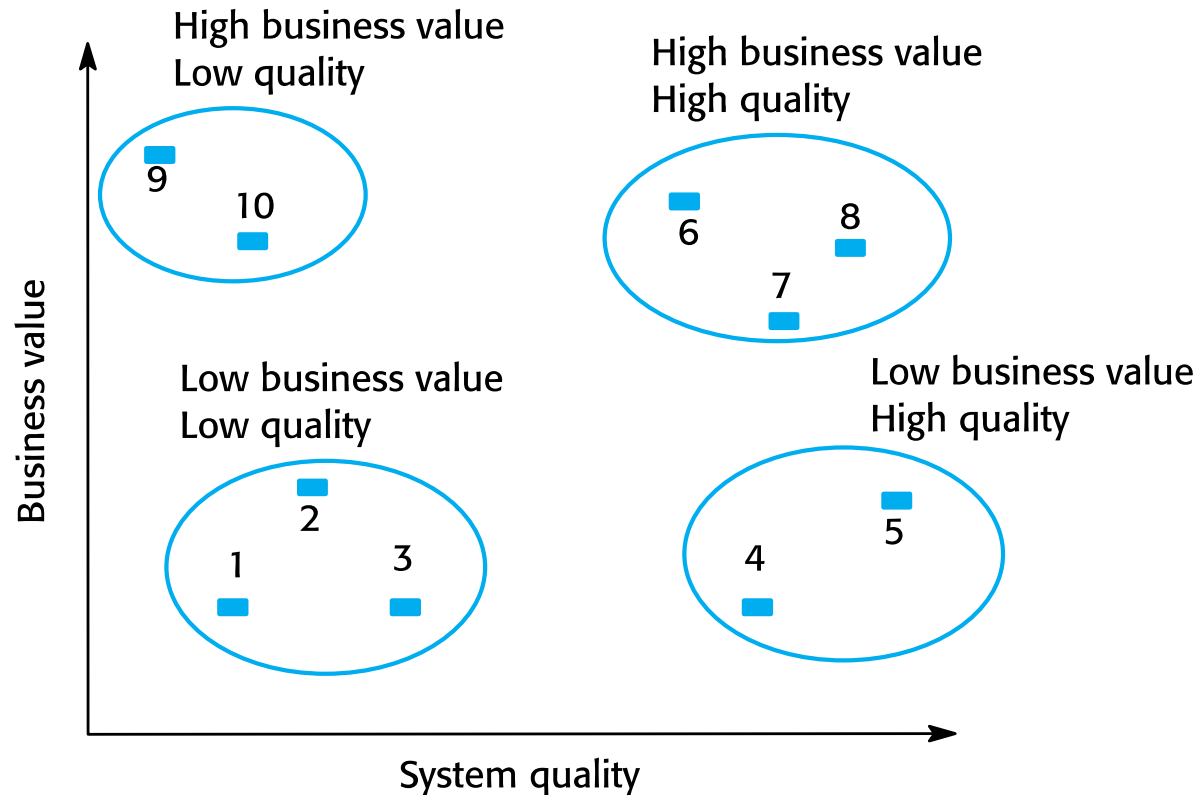 High business value
Low quality
High business value
High quality
9
10
6
8
7
Business value
Low business value
Low quality
Low business value
High quality
2
1
3
5
4
System quality